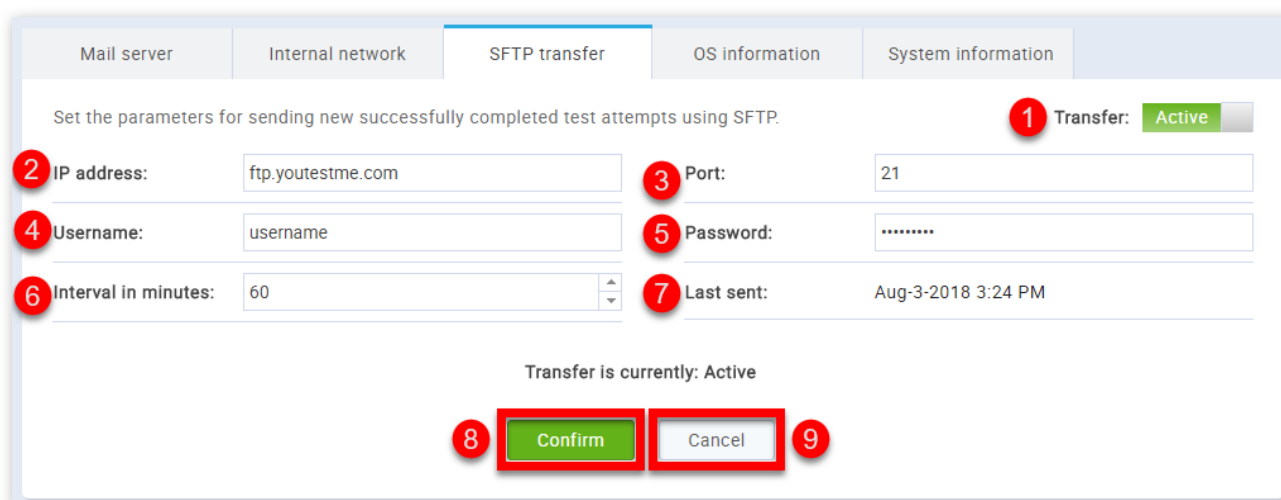 Mail server
Internal network
SFTP transfer
OS information
System information
Set the parameters for sending new successfully completed test attempts using SFTP.
1 Transfer: Active
2 IP address: ftp.youtestme.com
3 Port: 21
4 Username: username
5 Password: •••••••••
6 Interval in minutes: 60
7 Last sent: Aug-3-2018 3:24 PM
Transfer is currently: Active
8 Confirm
Cancel 9